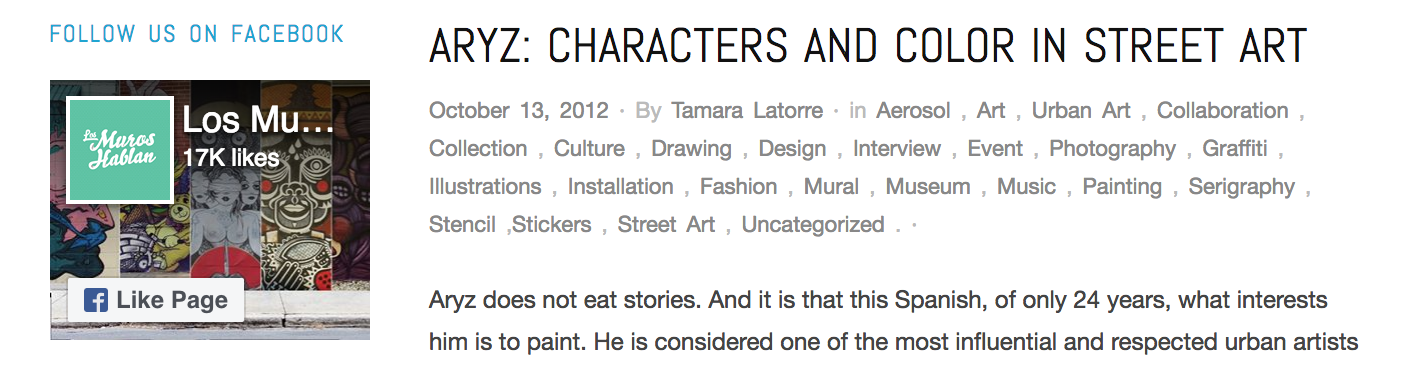 FOLLOW US ON FACEBOOK
Los Mu...
17K likes
Los
Muros
Hablan
Like Page
ARYZ: CHARACTERS AND COLOR IN STREET ART
October 13, 2012 · By Tamara Latorre · in Aerosol , Art , Urban Art , Collaboration ,
Collection , Culture , Drawing , Design , Interview , Event , Photography , Graffiti ,
Illustrations , Installation , Fashion , Mural , Museum , Music , Painting , Serigraphy ,
Stencil ,Stickers , Street Art , Uncategorized . ·
Aryz does not eat stories. And it is that this Spanish, of only 24 years, what interests
him is to paint. He is considered one of the most influential and respected urban artists